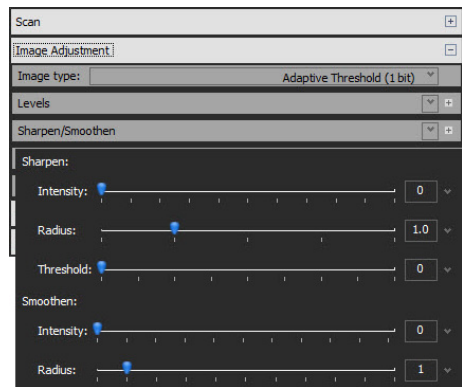 Scan
Image Adjustment
Image type: Adaptive Threshold (1 bit)
Levels
Sharpen/Smoothen
Sharpen:
Intensity: 0
Radius: 1.0
Threshold: 0
Smoothen:
Intensity: 0
Radius: 1